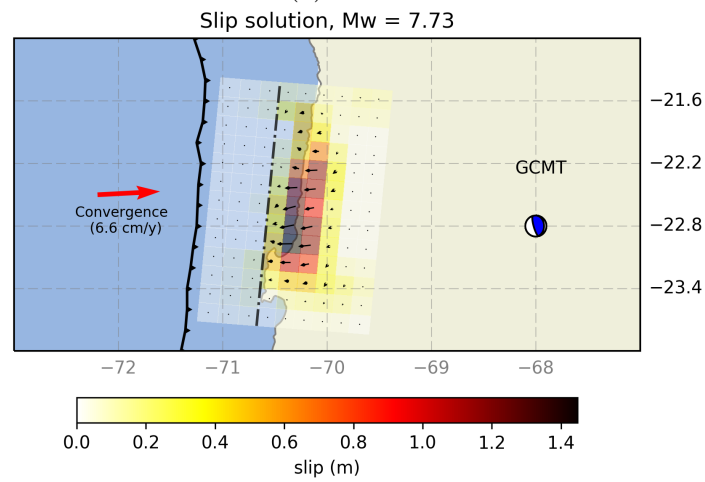 Slip solution, Mw = 7.73
−21.6
GCMT
−22.2
Convergence
(6.6 cm/y)
−22.8
−23.4
−72 −71 −70 −69 −68
0.0 0.2 0.4 0.6 0.8 1.0 1.2 1.4
slip (m)